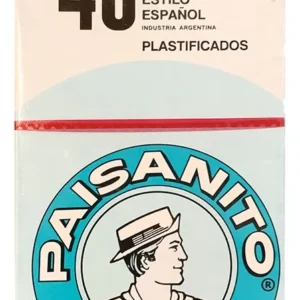 40
ESTILO
ESPAÑOL
INDUSTRIA ARGENTINA
PLASTIFICADOS
PAISANITO
®